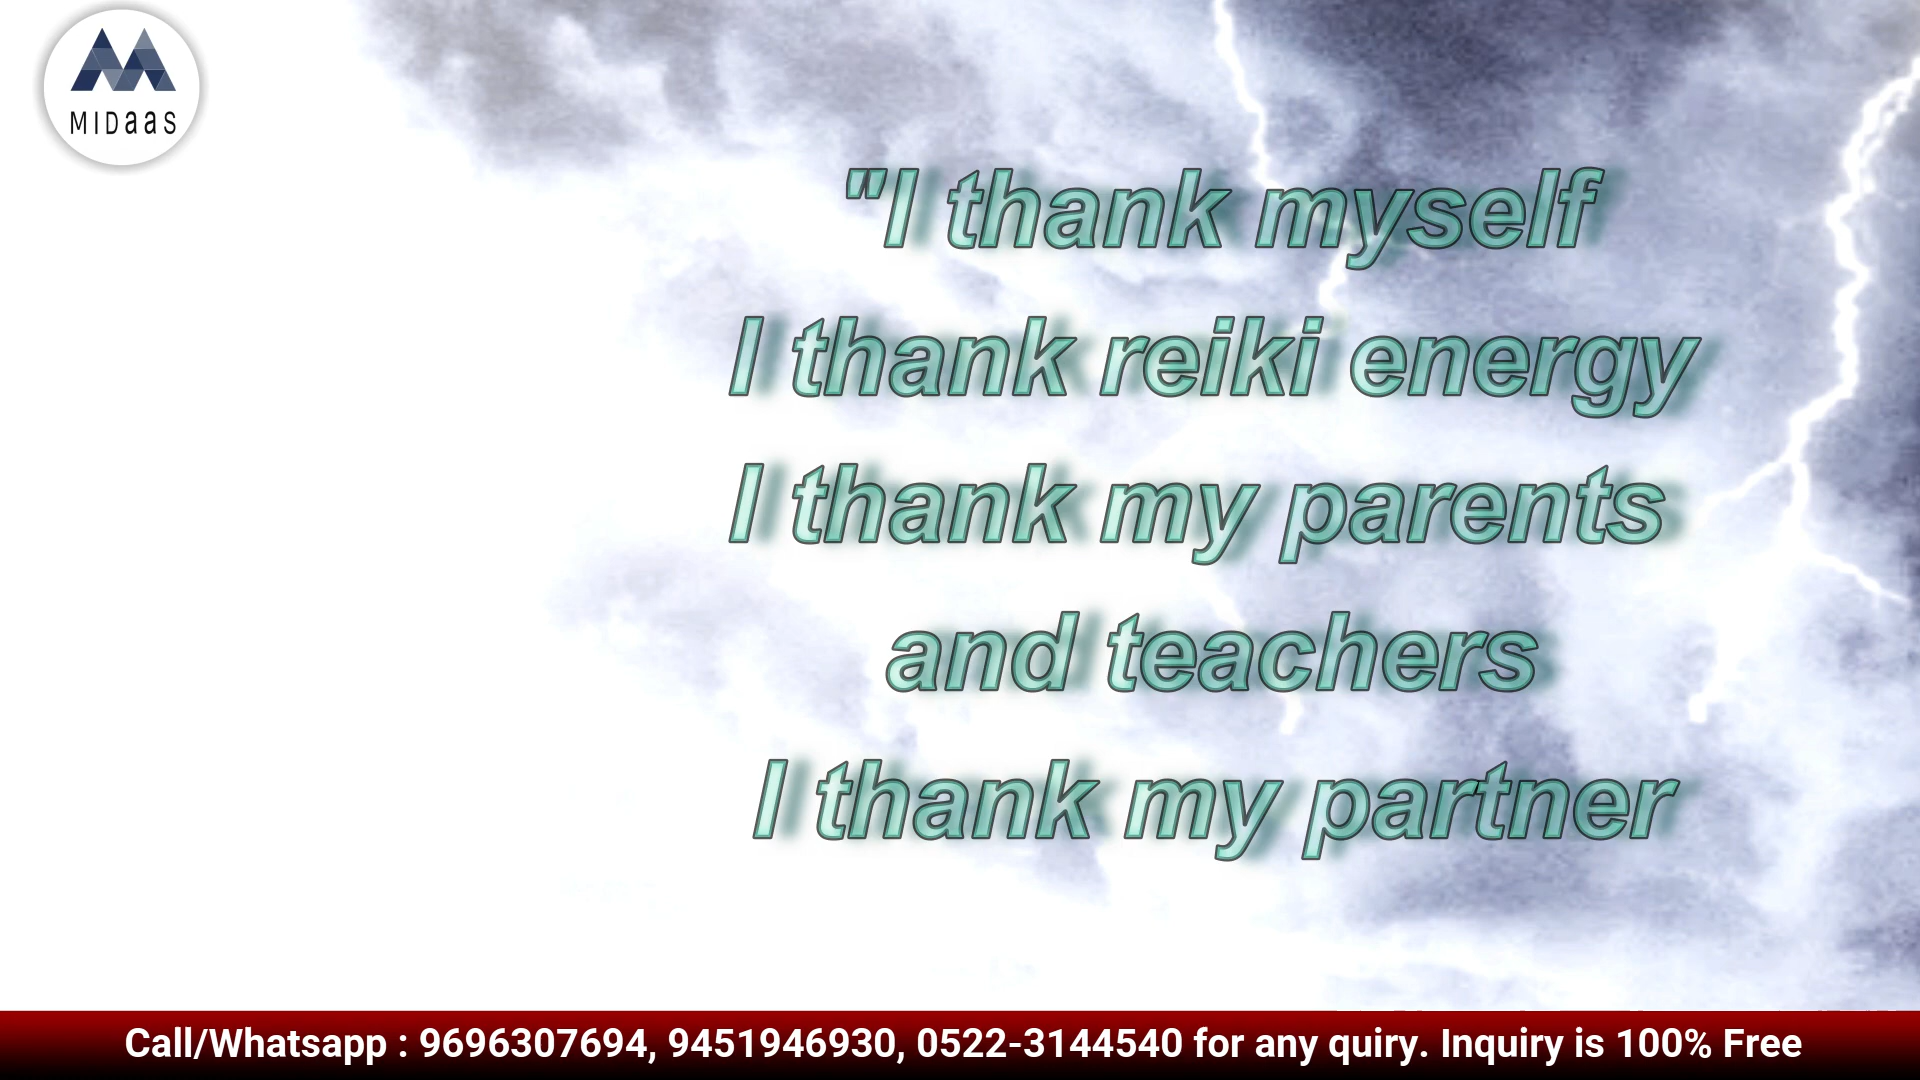 MIDaas
"I thank myself
I thank reiki energy
I thank my parents
and teachers
I thank my partner
Call/Whatsapp : 9696307694, 9451946930, 0522-3144540 for any quiry. Inquiry is 100% Free